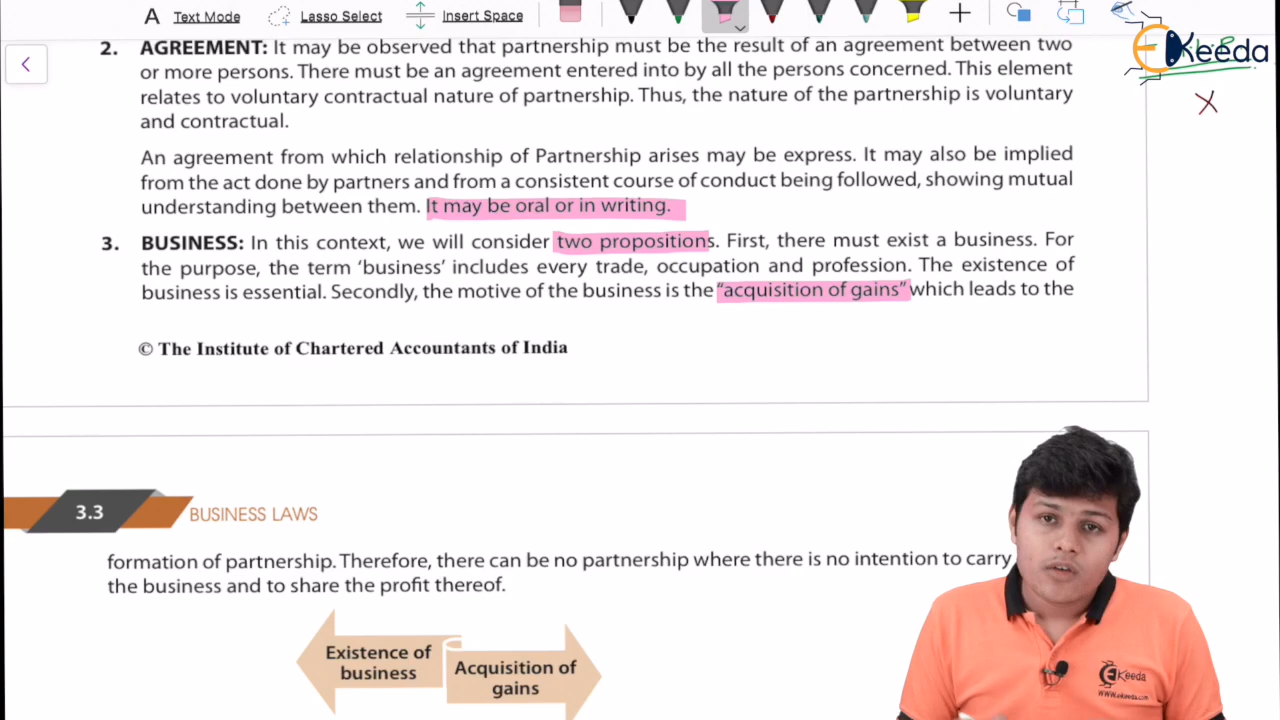 A Text Mode Lasso Select Insert Space
Ekeeda
2. AGREEMENT: It may be observed that partnership must be the result of an agreement between two
or more persons. There must be an agreement entered into by all the persons concerned. This element
relates to voluntary contractual nature of partnership. Thus, the nature of the partnership is voluntary
and contractual.
An agreement from which relationship of Partnership arises may be express. It may also be implied
from the act done by partners and from a consistent course of conduct being followed, showing mutual
understanding between them. It may be oral or in writing.
3. BUSINESS: In this context, we will consider two propositions. First, there must exist a business. For
the purpose, the term ‘business’ includes every trade, occupation and profession. The existence of
business is essential. Secondly, the motive of the business is the “acquisition of gains” which leads to the
© The Institute of Chartered Accountants of India
3.3 BUSINESS LAWS
formation of partnership. Therefore, there can be no partnership where there is no intention to carry
the business and to share the profit thereof.
Existence of
business
Acquisition of
gains
Ekeeda
www.ekeeda.com